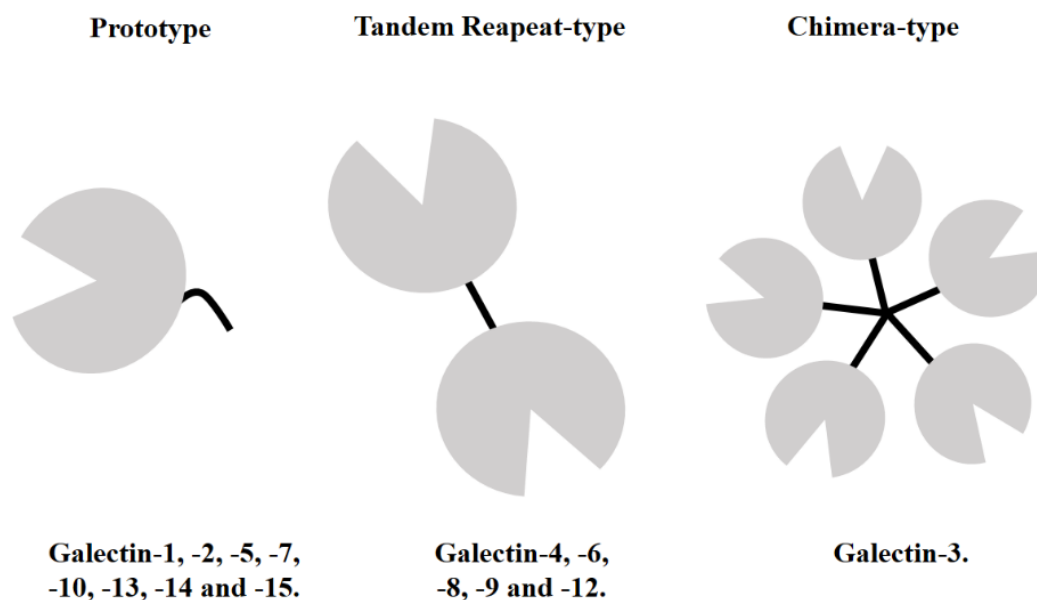 Prototype
Tandem Reapeat-type
Chimera-type
Galectin-1, -2, -5, -7,
-10, -13, -14 and -15.
Galectin-4, -6,
-8, -9 and -12.
Galectin-3.